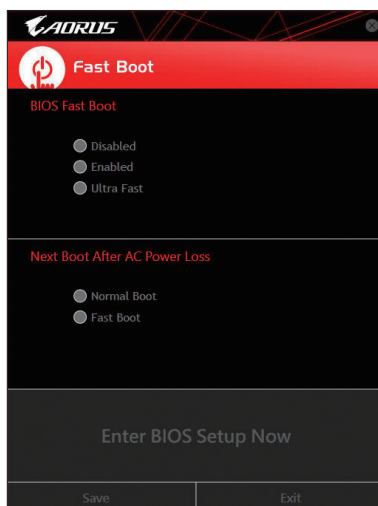 AORUS
Fast Boot
BIOS Fast Boot
Disabled
Enabled
Ultra Fast
Next Boot After AC Power Loss
Normal Boot
Fast Boot
Enter BIOS Setup Now
Save
Exit